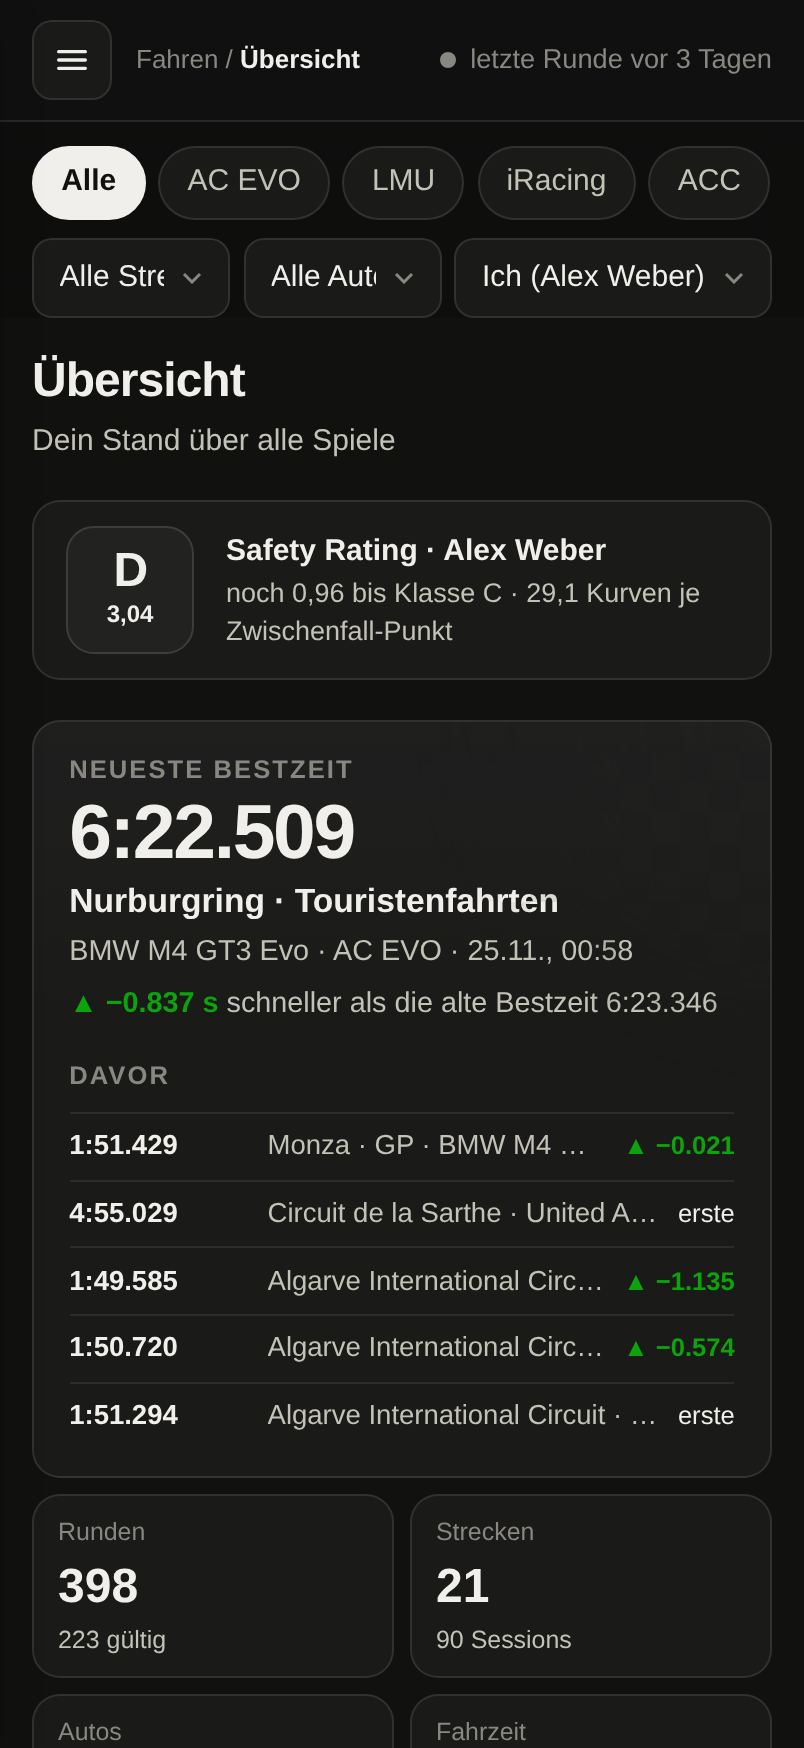 Fahren / Übersicht
letzte Runde vor 3 Tagen
Alle
AC EVO
LMU
iRacing
ACC
Alle Stre
Alle Aut
Ich (Alex Weber)
Übersicht
Dein Stand über alle Spiele
D
3,04
Safety Rating · Alex Weber
noch 0,96 bis Klasse C · 29,1 Kurven je
Zwischenfall-Punkt
NEUESTE BESTZEIT
6:22.509
Nurburgring · Touristenfahrten
BMW M4 GT3 Evo · AC EVO · 25.11., 00:58
▲ −0.837 s schneller als die alte Bestzeit 6:23.346
DAVOR
1:51.429 Monza · GP · BMW M4 … ▲ −0.021
4:55.029 Circuit de la Sarthe · United A… erste
1:49.585 Algarve International Circ… ▲ −1.135
1:50.720 Algarve International Circ… ▲ −0.574
1:51.294 Algarve International Circuit · … erste
Runden
398
223 gültig
Strecken
21
90 Sessions
Autos
Fahrzeit